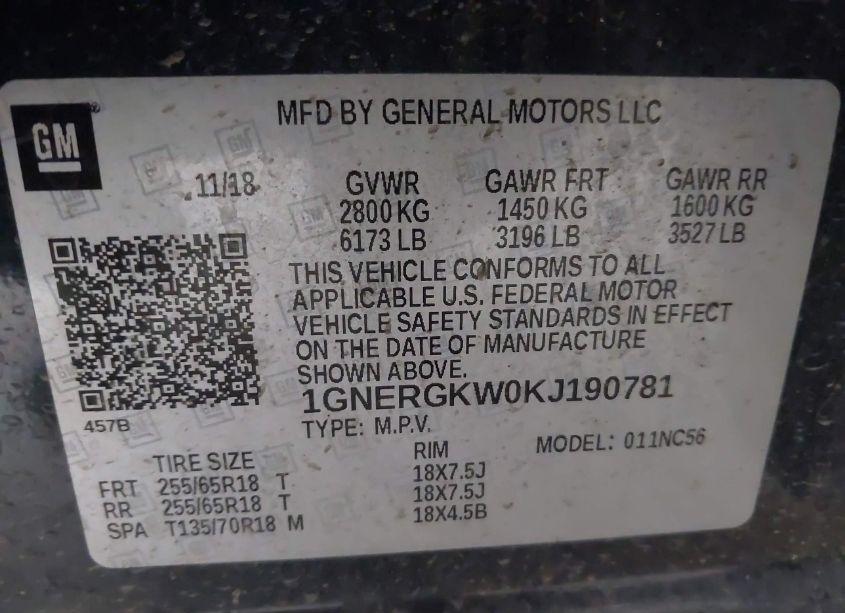 GM
MFD BY GENERAL MOTORS LLC
11/18 GVWR GAWR FRT GAWR RR
2800 KG 1450 KG 1600 KG
6173 LB 3196 LB 3527 LB
THIS VEHICLE CONFORMS TO ALL
APPLICABLE U.S. FEDERAL MOTOR
VEHICLE SAFETY STANDARDS IN EFFECT
ON THE DATE OF MANUFACTURE
SHOWN ABOVE.
1GNERGKW0KJ190781
457B TYPE: M.P.V. MODEL: 011NC56
TIRE SIZE RIM
FRT 255/65R18 T 18X7.5J
RR 255/65R18 T 18X7.5J
SPA T135/70R18 M 18X4.5B